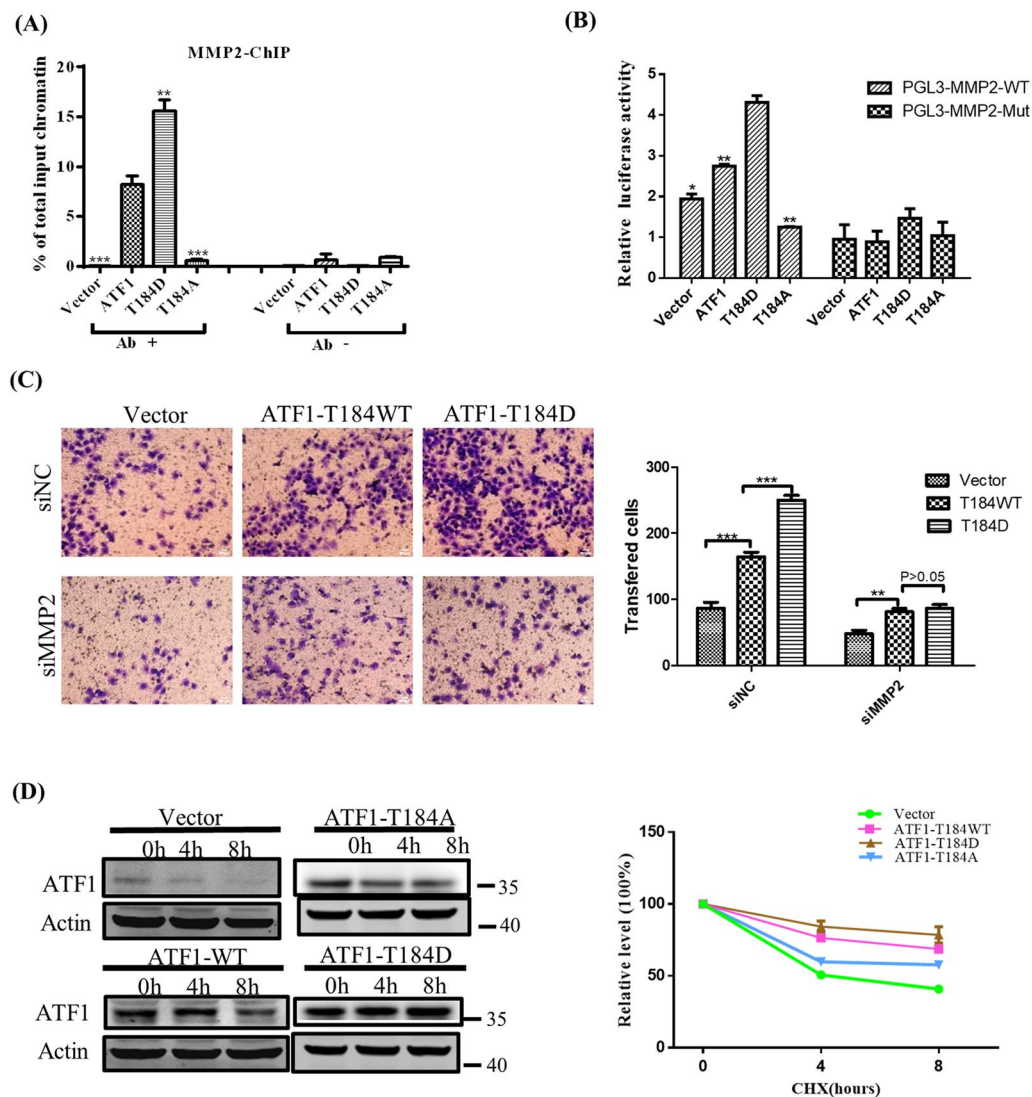 (A)
MMP2-ChIP
% of total input chromatin
20
15
10
5
0
***
**
***
Vector
ATF1
T184D
T184A
Vector
ATF1
T184D
T184A
Ab +
Ab -
(B)
Relative luciferase activity
5
4
3
2
1
0
*
**
**
PGL3-MMP2-WT
PGL3-MMP2-Mut
Vector
ATF1
T184D
T184A
Vector
ATF1
T184D
T184A
(C)
Vector
ATF1-T184WT
ATF1-T184D
siNC
siMMP2
Transfered cells
300
200
100
0
***
***
**
P>0.05
Vector
T184WT
T184D
siNC
siMMP2
(D)
Vector
ATF1-T184A
0h 4h 8h
0h 4h 8h
ATF1
35
Actin
40
ATF1-WT
ATF1-T184D
0h 4h 8h
0h 4h 8h
ATF1
35
Actin
40
Relative level (100%)
150
100
50
0
Vector
ATF1-T184WT
ATF1-T184D
ATF1-T184A
0
4
8
CHX(hours)